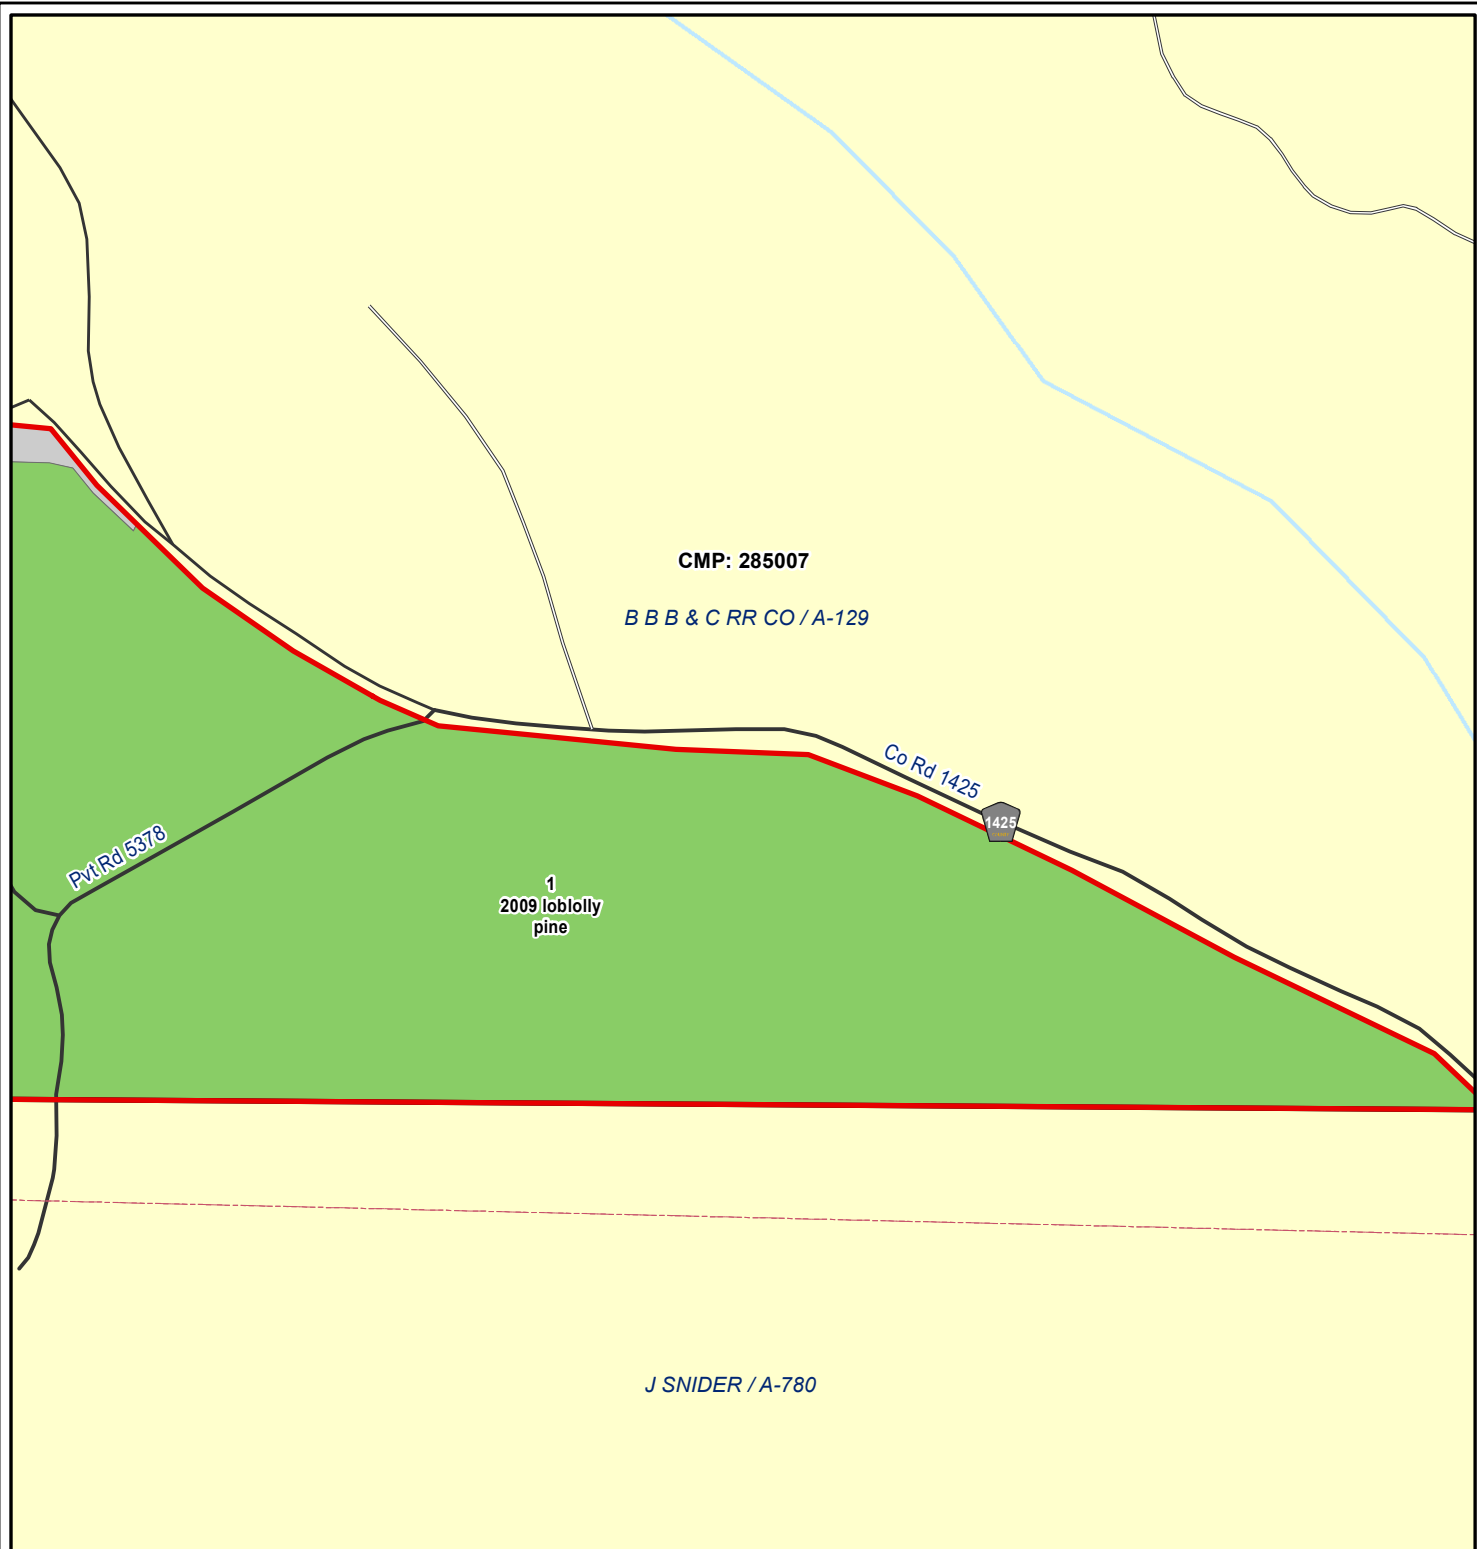 CMP: 285007
B B B & C RR CO / A-129
Co Rd 1425
1425
Pvt Rd 5378
1
2009 loblolly
pine
J SNIDER / A-780